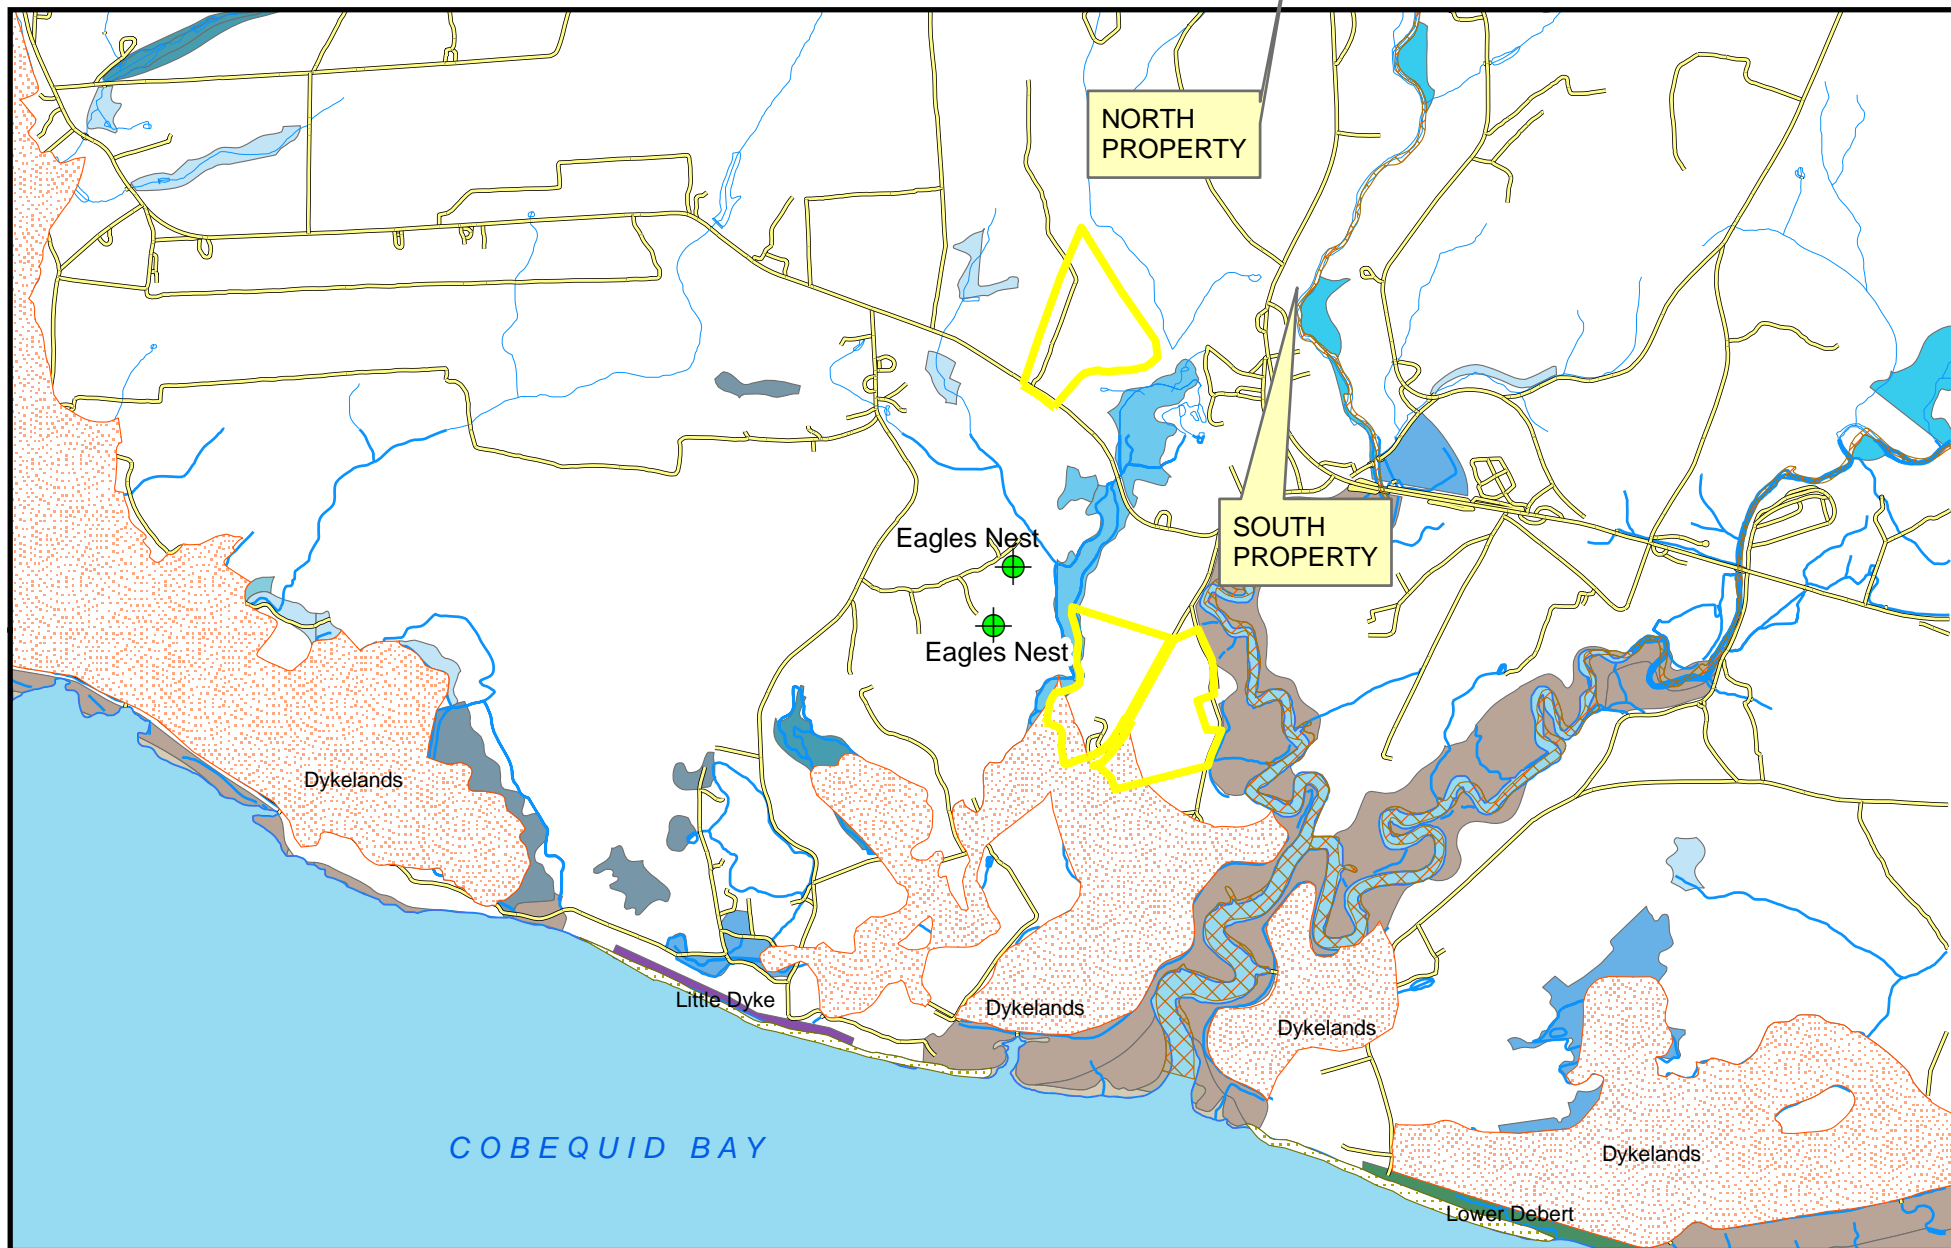 NORTH
PROPERTY
SOUTH
PROPERTY
Eagles Nest
Eagles Nest
Dykelands
Little Dyke
Dykelands
Dykelands
COBEQUID BAY
Dykelands
Lower Debert